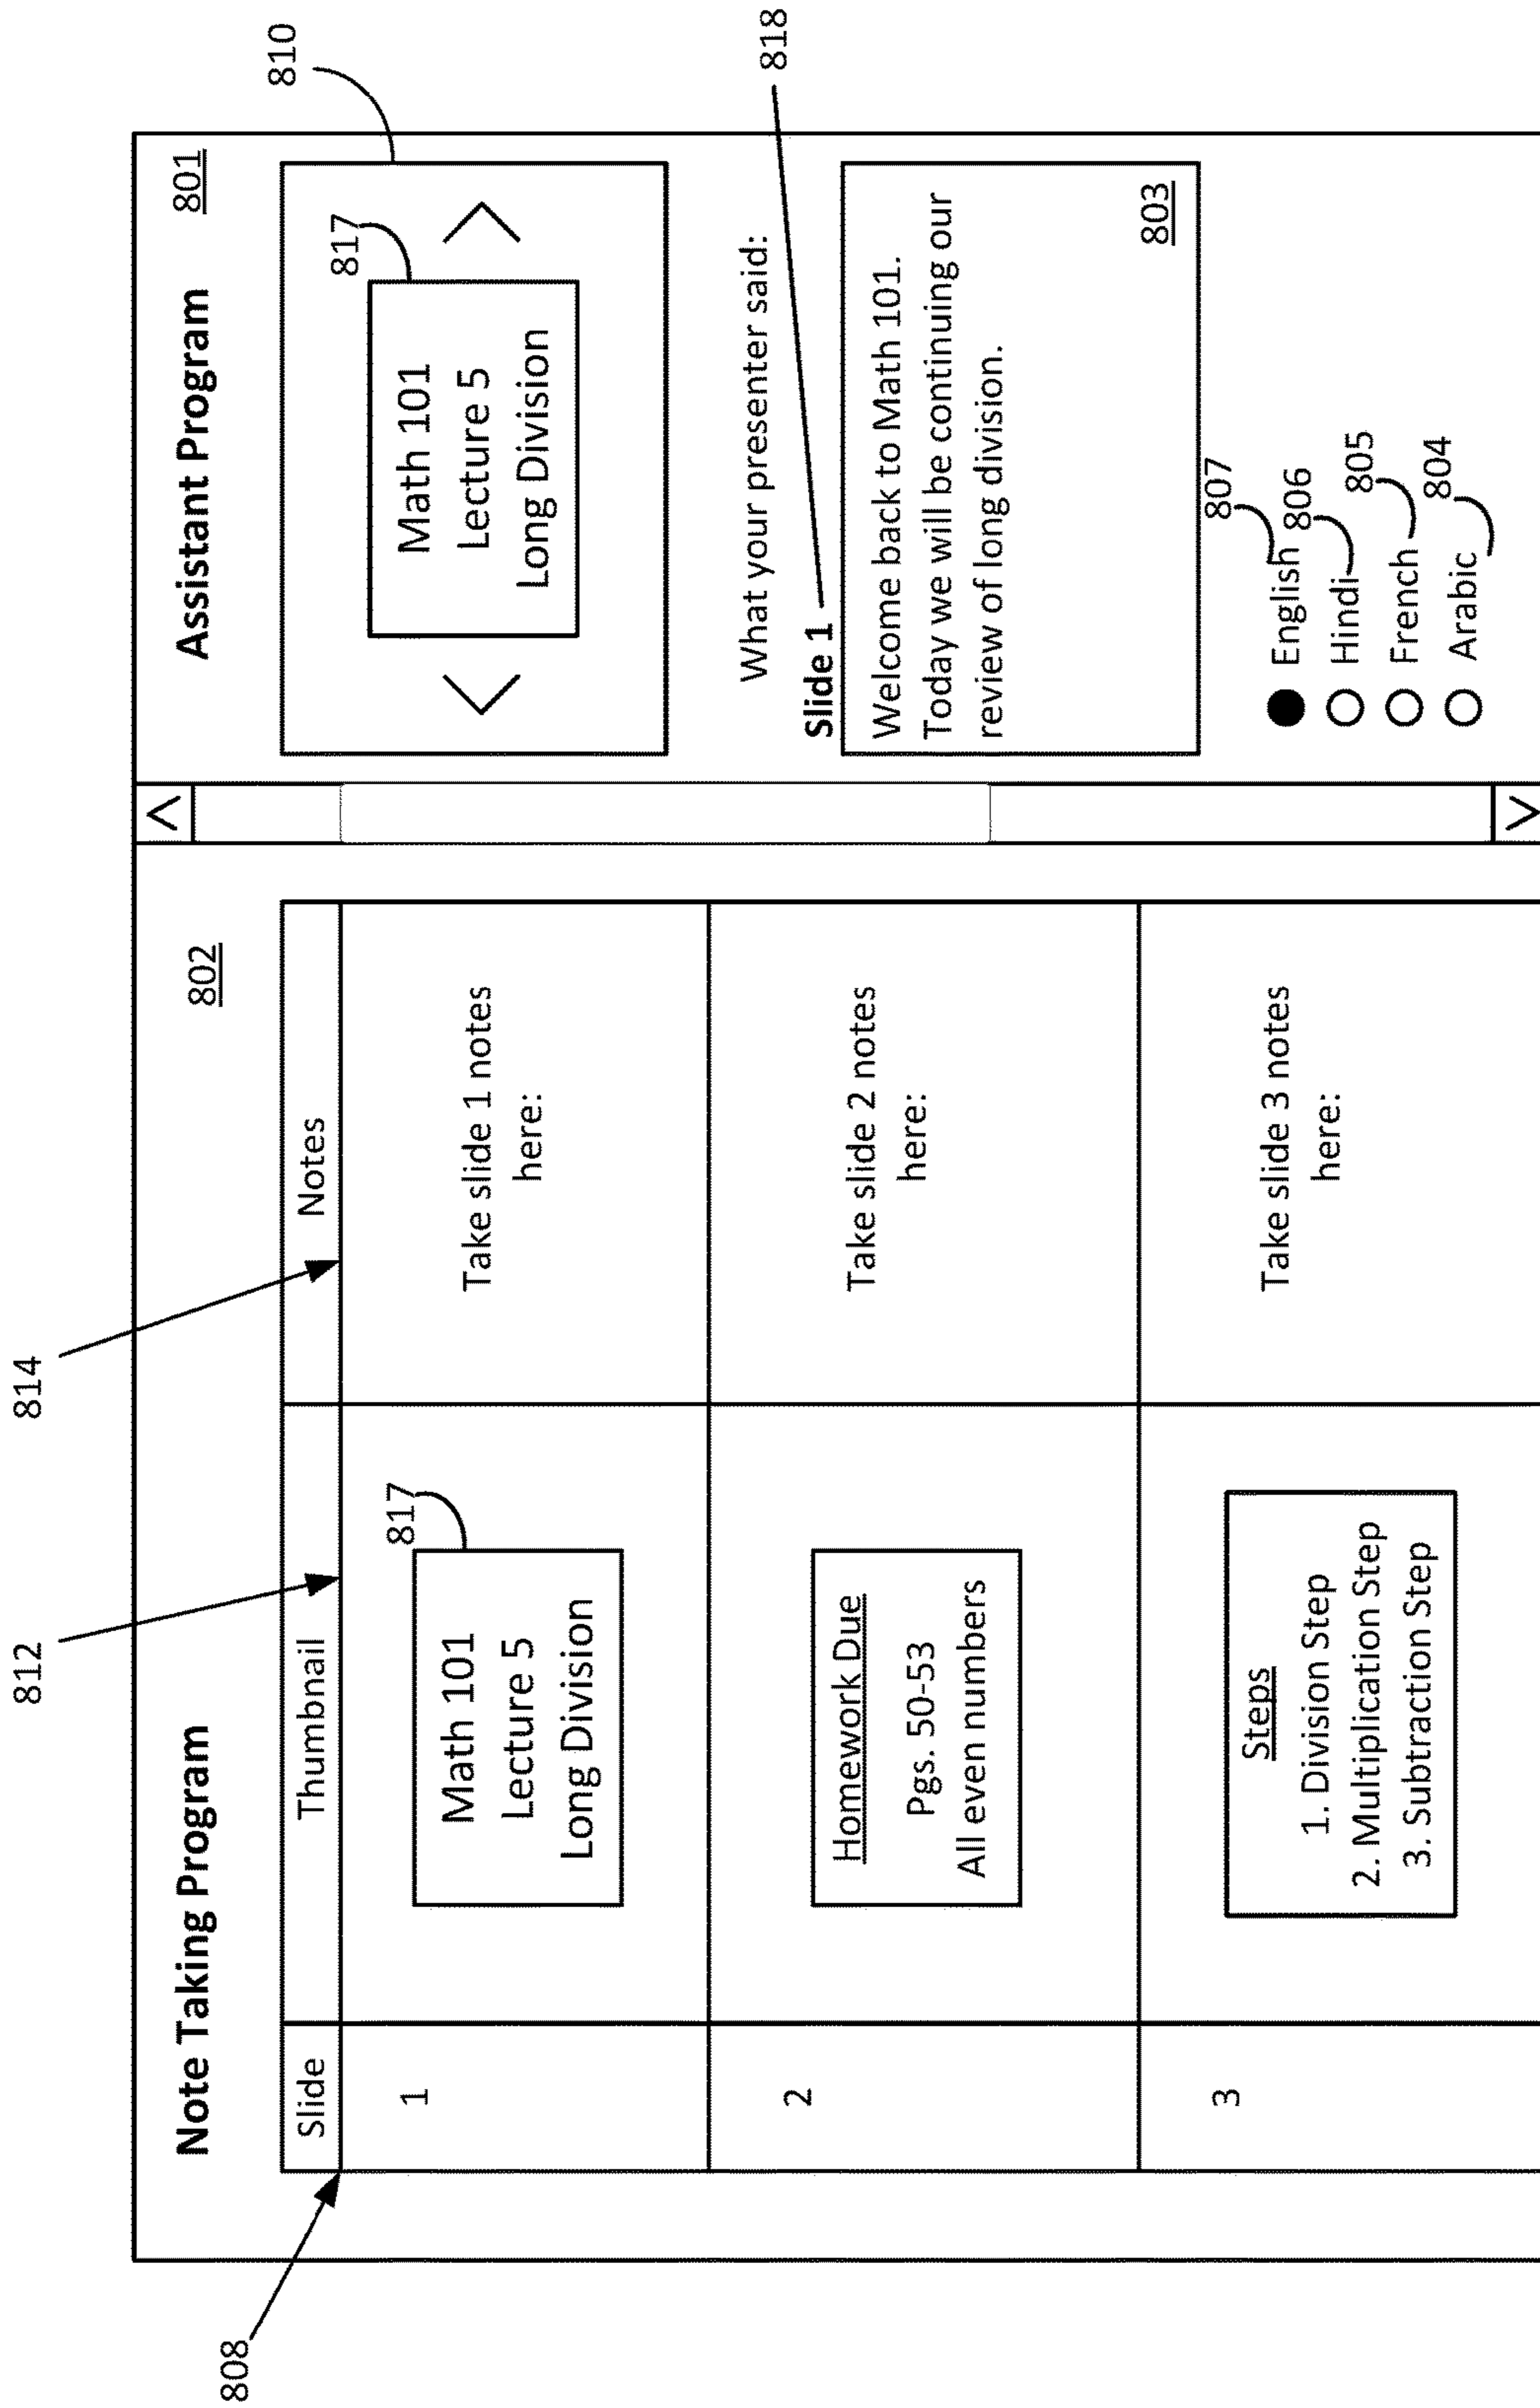 814
812
808
Note Taking Program
802
Slide
Thumbnail
Notes
1
817
Math 101
Lecture 5
Long Division
Take slide 1 notes
here:
2
Homework Due
Pgs. 50-53
All even numbers
Take slide 2 notes
here:
3
Steps
1. Division Step
2. Multiplication Step
3. Subtraction Step
Take slide 3 notes
here:
Assistant Program
801
810
817
Math 101
Lecture 5
Long Division
What your presenter said:
818
Slide 1
Welcome back to Math 101.
Today we will be continuing our
review of long division.
803
807
English
806
Hindi
805
French
804
Arabic